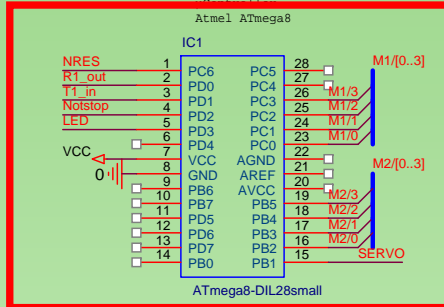 Atmel ATmega8
IC1
NRES 1 PC6 PC5 28 M1/[0..3]
R1_out 2 PD0 PC4 27
T1_in 3 PD1 PC3 26 M1/3
Notstop 4 PD2 PC2 25 M1/2
LED 5 PD3 PC1 24 M1/1
6 PD4 PC0 23 M1/0
VCC 7 VCC AGND 22
0 8 GND AREF 21 M2/[0..3]
9 PB6 AVCC 20
10 PB7 PB5 19 M2/3
11 PD5 PB4 18 M2/2
12 PD6 PB3 17 M2/1
13 PD7 PB2 16 M2/0
14 PB0 PB1 15 SERVO
ATmega8-DIL28small